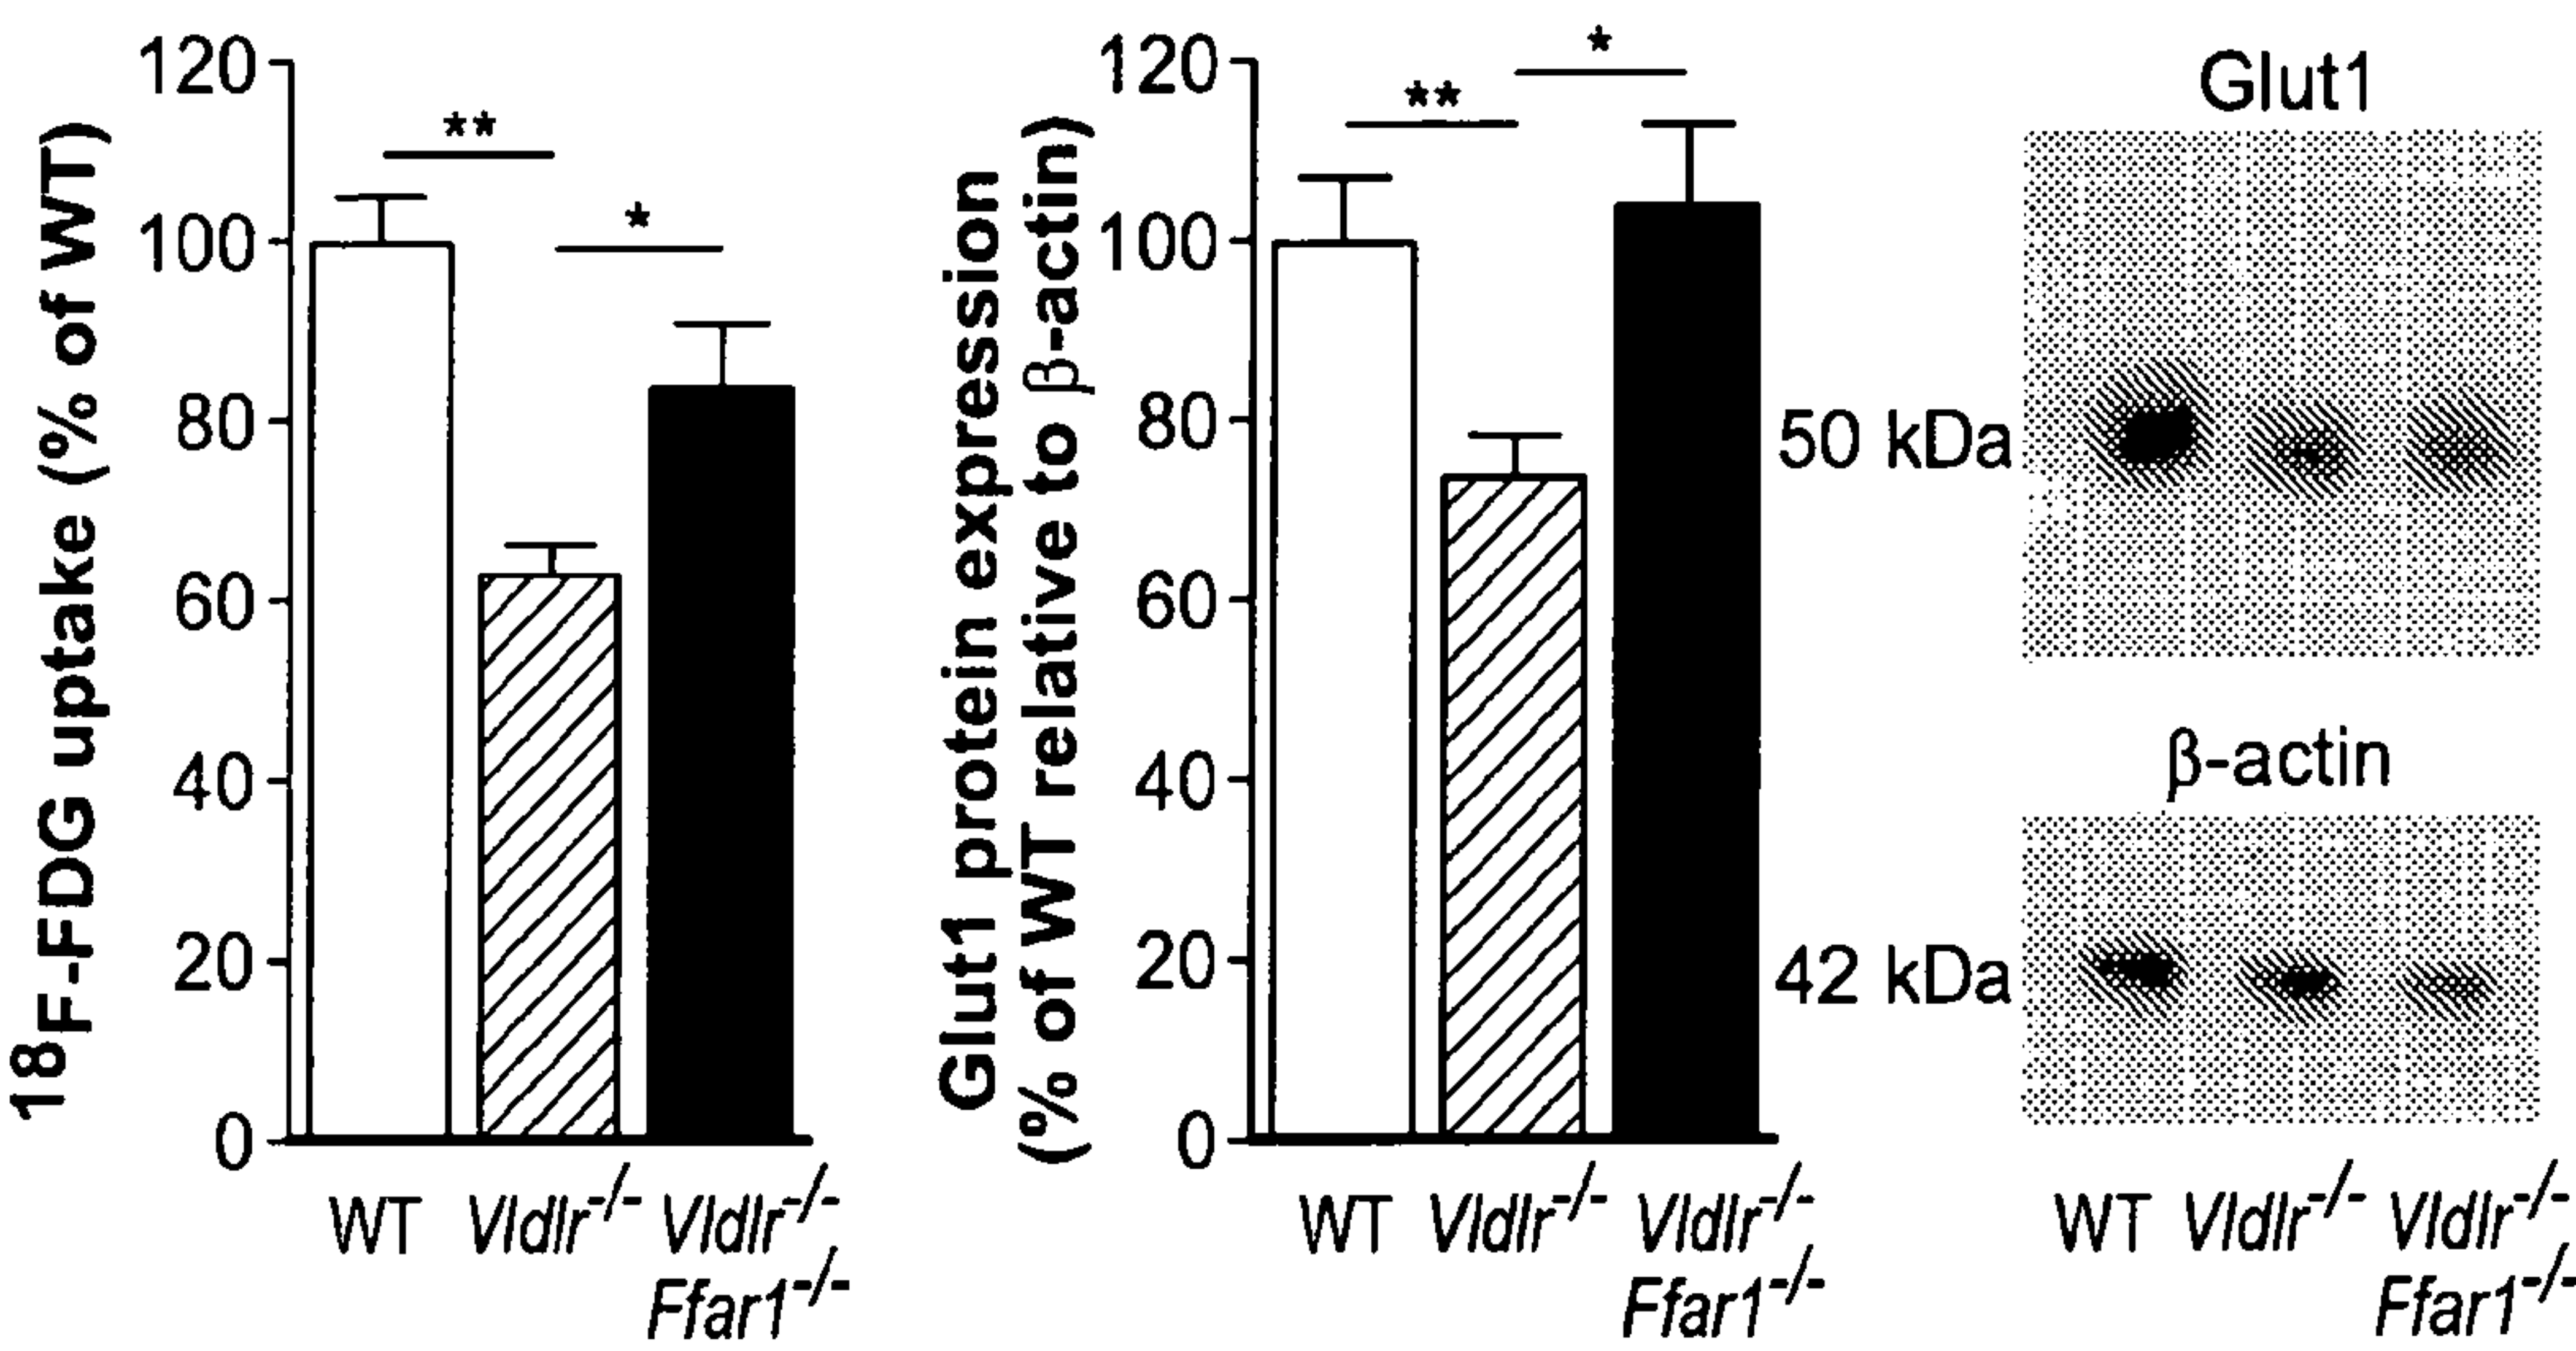 ¹⁸F-FDG uptake (% of WT)
120
100
80
60
40
20
0
**
*
WT
Vldlr⁻/⁻
Vldlr⁻/⁻
Ffar1⁻/⁻
Glut1 protein expression
(% of WT relative to β-actin)
120
100
80
60
40
20
0
**
*
WT
Vldlr⁻/⁻
Vldlr⁻/⁻
Ffar1⁻/⁻
Glut1
50 kDa
β-actin
42 kDa
WT
Vldlr⁻/⁻
Vldlr⁻/⁻
Ffar1⁻/⁻